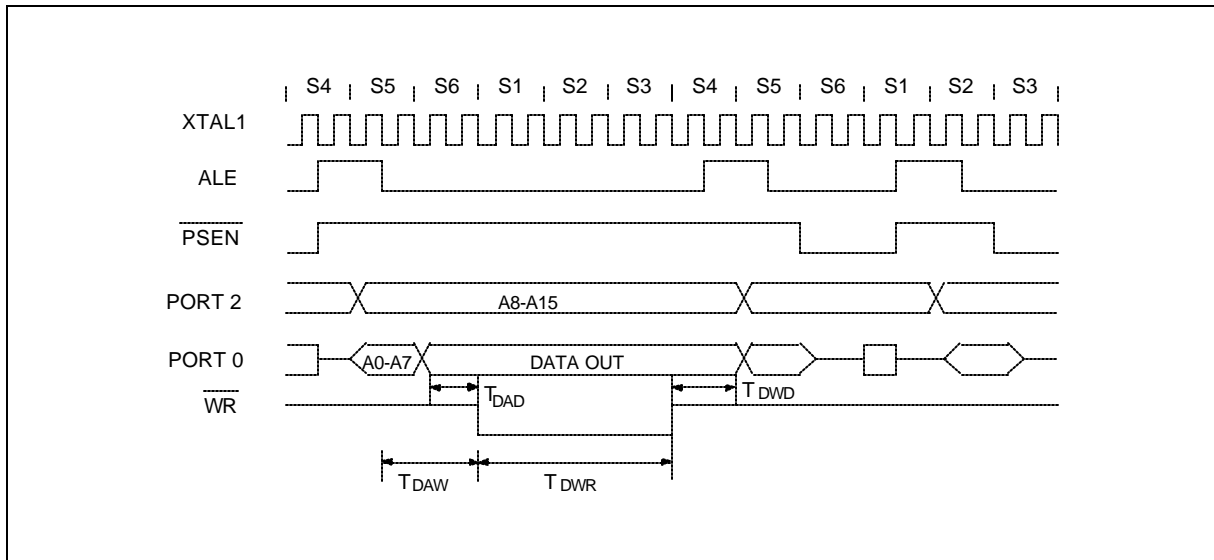 S4 S5 S6 S1 S2 S3 S4 S5 S6 S1 S2 S3
XTAL1
ALE
PSEN
PORT 2
A8-A15
PORT 0
A0-A7
DATA OUT
WR
TDAD
TDWD
TDAW
TDWR